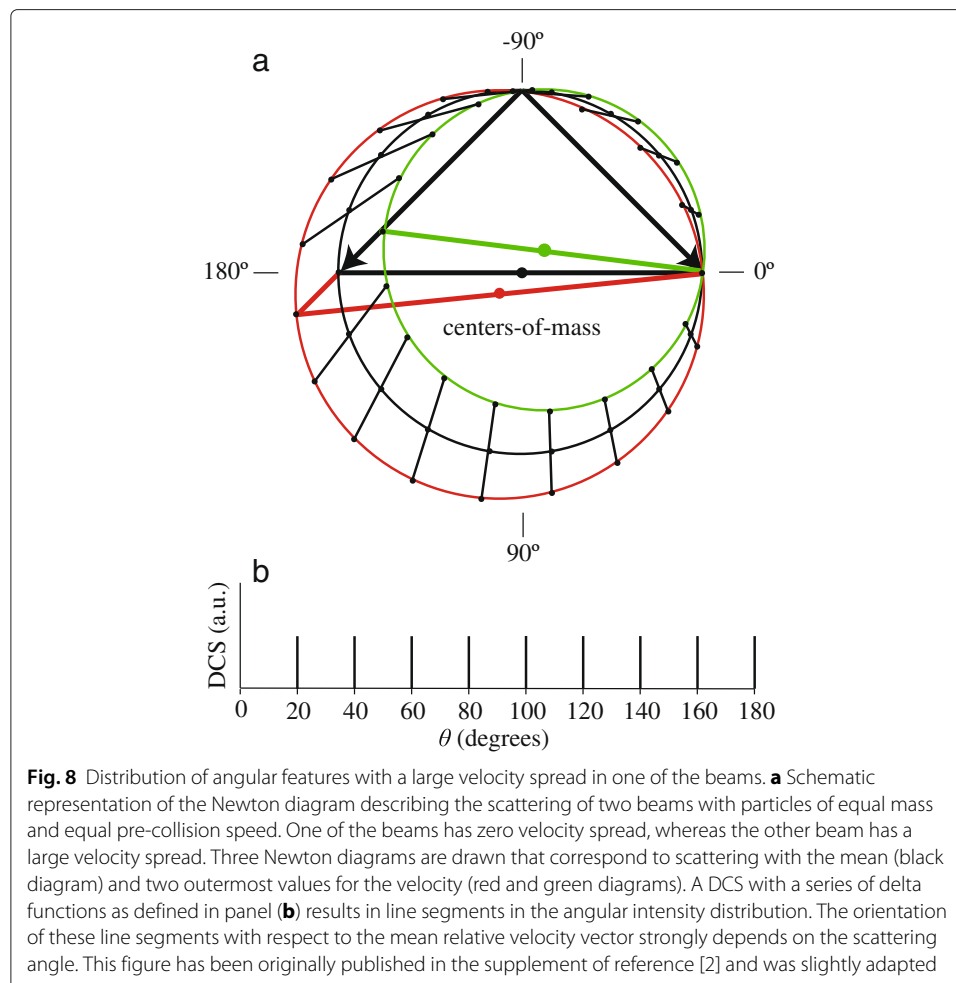 a
-90º
180º
0º
centers-of-mass
90º
b
DCS (a.u.)
0 20 40 60 80 100 120 140 160 180
θ (degrees)
Fig. 8 Distribution of angular features with a large velocity spread in one of the beams. a Schematic
representation of the Newton diagram describing the scattering of two beams with particles of equal mass
and equal pre-collision speed. One of the beams has zero velocity spread, whereas the other beam has a
large velocity spread. Three Newton diagrams are drawn that correspond to scattering with the mean (black
diagram) and two outermost values for the velocity (red and green diagrams). A DCS with a series of delta
functions as defined in panel (b) results in line segments in the angular intensity distribution. The orientation
of these line segments with respect to the mean relative velocity vector strongly depends on the scattering
angle. This figure has been originally published in the supplement of reference [2] and was slightly adapted